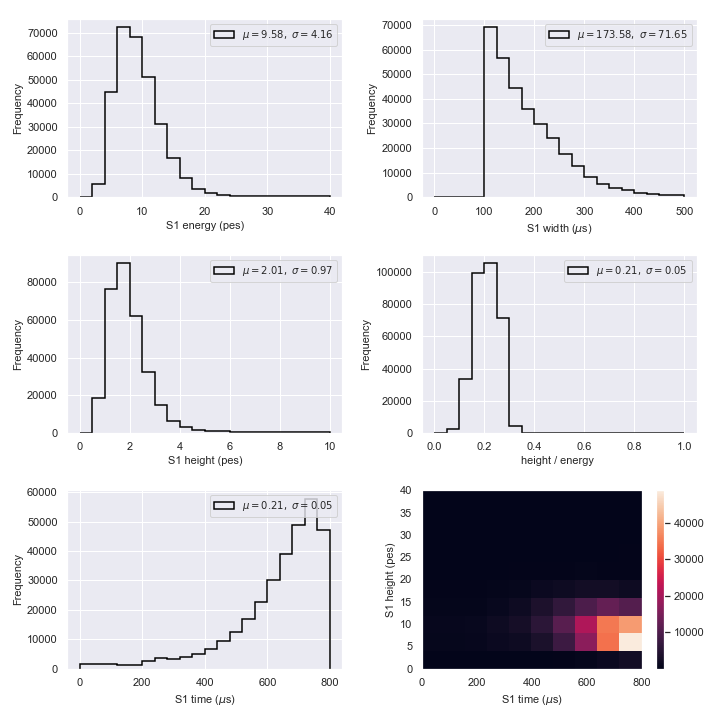 μ = 9.58, σ = 4.16
Frequency
70000
60000
50000
40000
30000
20000
10000
0
0 10 20 30 40
S1 energy (pes)
μ = 173.58, σ = 71.65
Frequency
70000
60000
50000
40000
30000
20000
10000
0
0 100 200 300 400 500
S1 width (μs)
μ = 2.01, σ = 0.97
Frequency
80000
60000
40000
20000
0
0 2 4 6 8 10
S1 height (pes)
μ = 0.21, σ = 0.05
Frequency
100000
80000
60000
40000
20000
0
0.0 0.2 0.4 0.6 0.8 1.0
height / energy
μ = 0.21, σ = 0.05
Frequency
60000
50000
40000
30000
20000
10000
0
0 200 400 600 800
S1 time (μs)
S1 height (pes)
40
35
30
25
20
15
10
5
0
0 200 400 600 800
S1 time (μs)
40000
30000
20000
10000